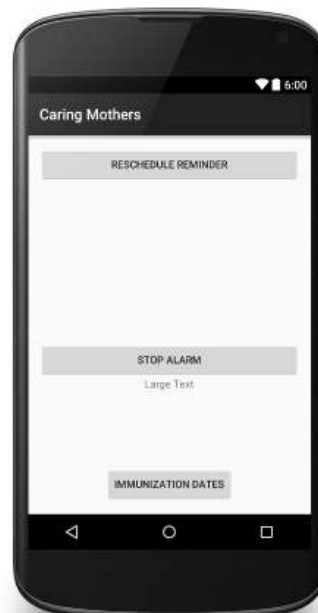 6:00
Caring Mothers
RESCHEDULE REMINDER
STOP ALARM
Large Text
IMMUNIZATION DATES